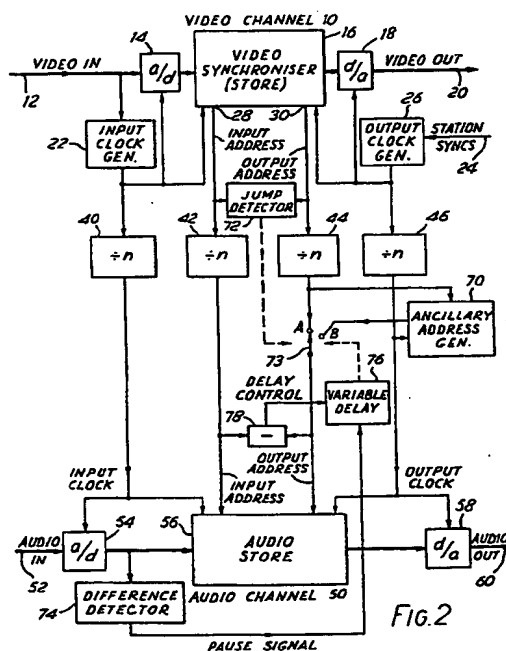 VIDEO CHANNEL 10
14
16
18
VIDEO IN
a/d
VIDEO
SYNCHRONISER
(STORE)
d/a
VIDEO OUT
12
20
28
30
26
22
INPUT
CLOCK
GEN.
INPUT
ADDRESS
OUTPUT
ADDRESS
OUTPUT
CLOCK
GEN.
STATION
SYNCS
24
JUMP
DETECTOR
72
40
42
44
46
÷n
÷n
÷n
÷n
70
ANCILLARY
ADDRESS
GEN.
A
B
73
DELAY
CONTROL
76
VARIABLE
DELAY
78
−
INPUT
CLOCK
INPUT
ADDRESS
OUTPUT
ADDRESS
OUTPUT
CLOCK
54
56
58
AUDIO
IN
52
a/d
AUDIO
STORE
d/a
AUDIO
OUT
60
AUDIO CHANNEL
50
74
DIFFERENCE
DETECTOR
PAUSE SIGNAL
FIG.2